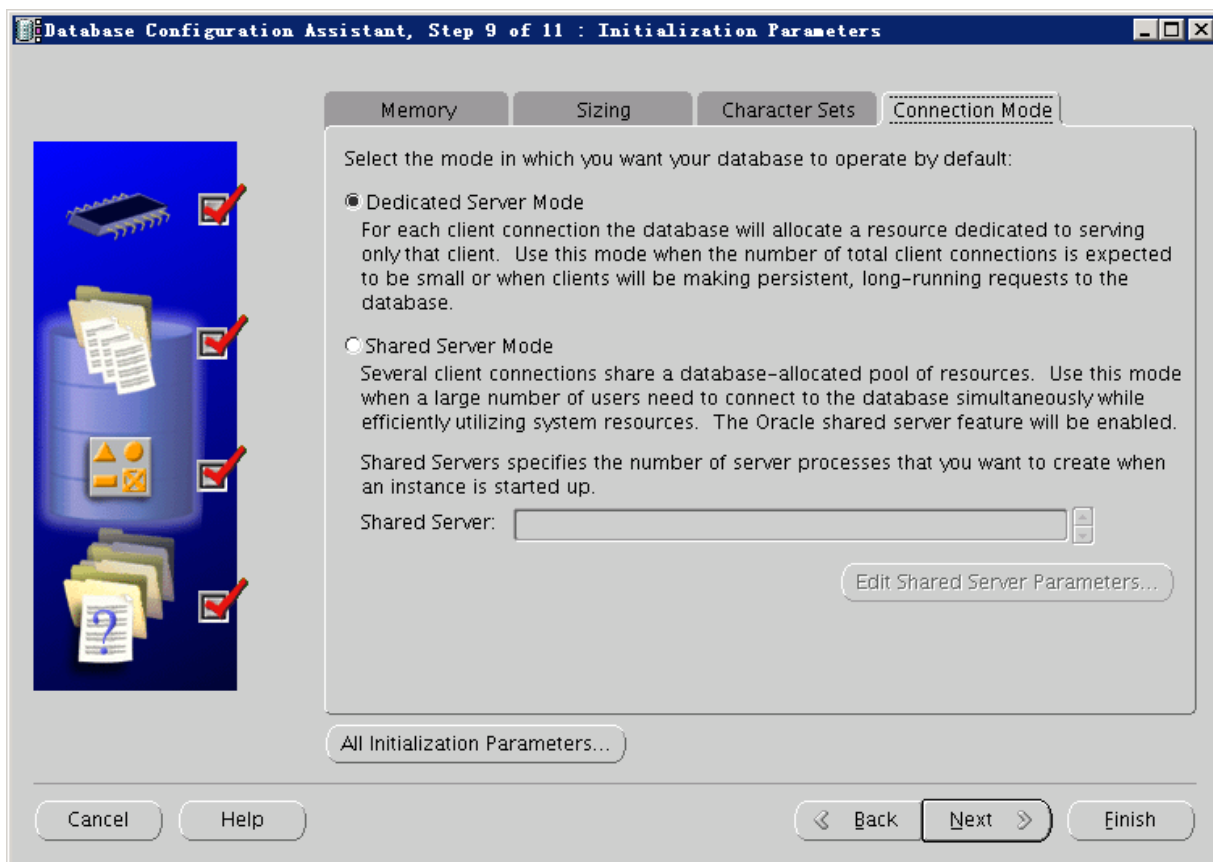 Database Configuration Assistant, Step 9 of 11 : Initialization Parameters
Memory
Sizing
Character Sets
Connection Mode
Select the mode in which you want your database to operate by default:
Dedicated Server Mode
For each client connection the database will allocate a resource dedicated to serving
only that client. Use this mode when the number of total client connections is expected
to be small or when clients will be making persistent, long-running requests to the
database.
Shared Server Mode
Several client connections share a database-allocated pool of resources. Use this mode
when a large number of users need to connect to the database simultaneously while
efficiently utilizing system resources. The Oracle shared server feature will be enabled.
Shared Servers specifies the number of server processes that you want to create when
an instance is started up.
Shared Server:
Edit Shared Server Parameters...
?
All Initialization Parameters...
Cancel
Help
Back
Next
Finish